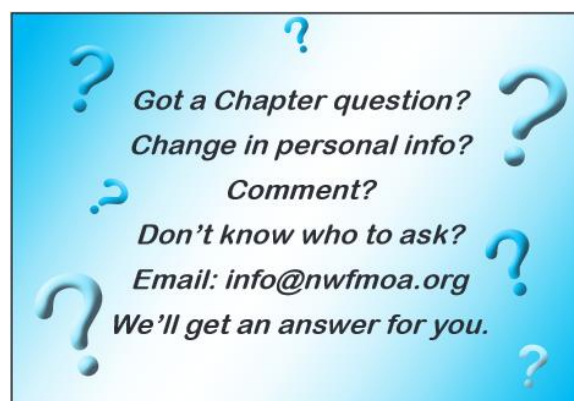 Got a Chapter question?
Change in personal info?
Comment?
Don't know who to ask?
Email: info@nwfmoa.org
We'll get an answer for you.